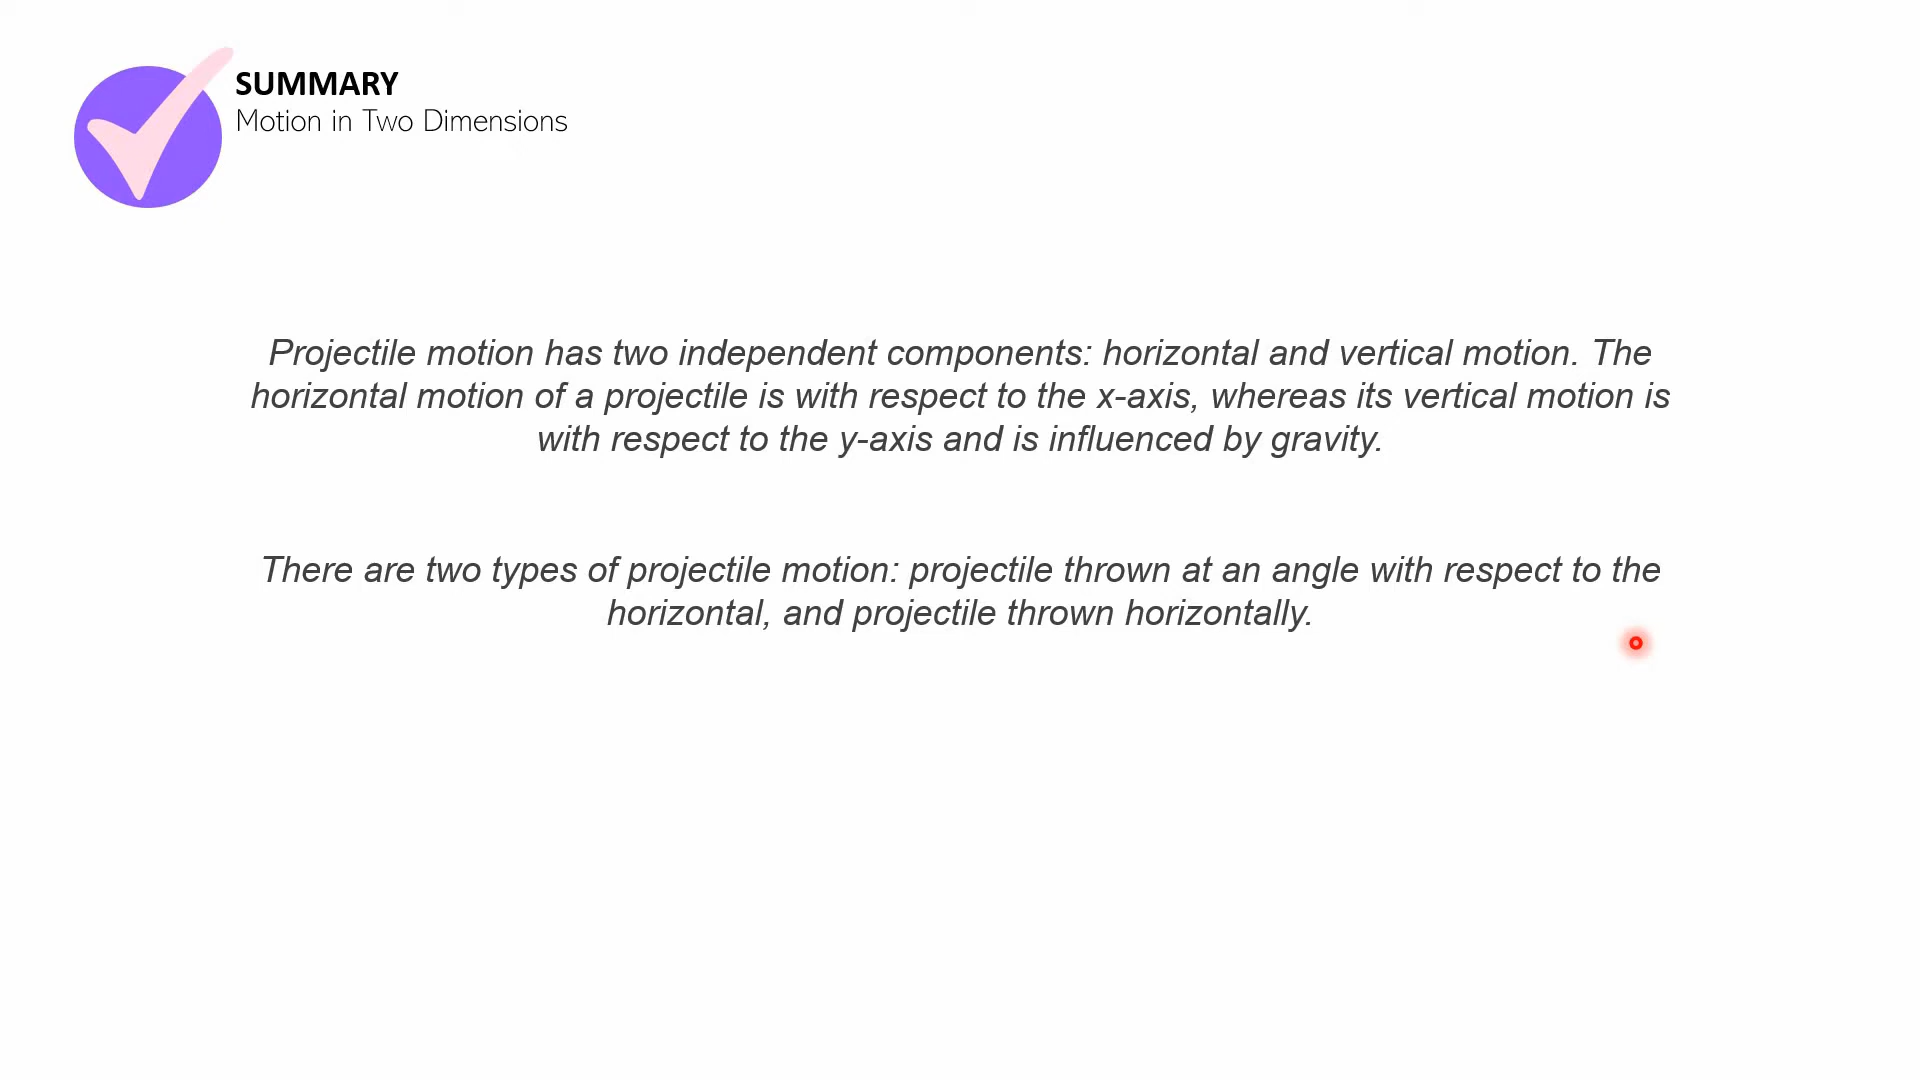 SUMMARY
Motion in Two Dimensions
Projectile motion has two independent components: horizontal and vertical motion. The
horizontal motion of a projectile is with respect to the x-axis, whereas its vertical motion is
with respect to the y-axis and is influenced by gravity.
There are two types of projectile motion: projectile thrown at an angle with respect to the
horizontal, and projectile thrown horizontally.